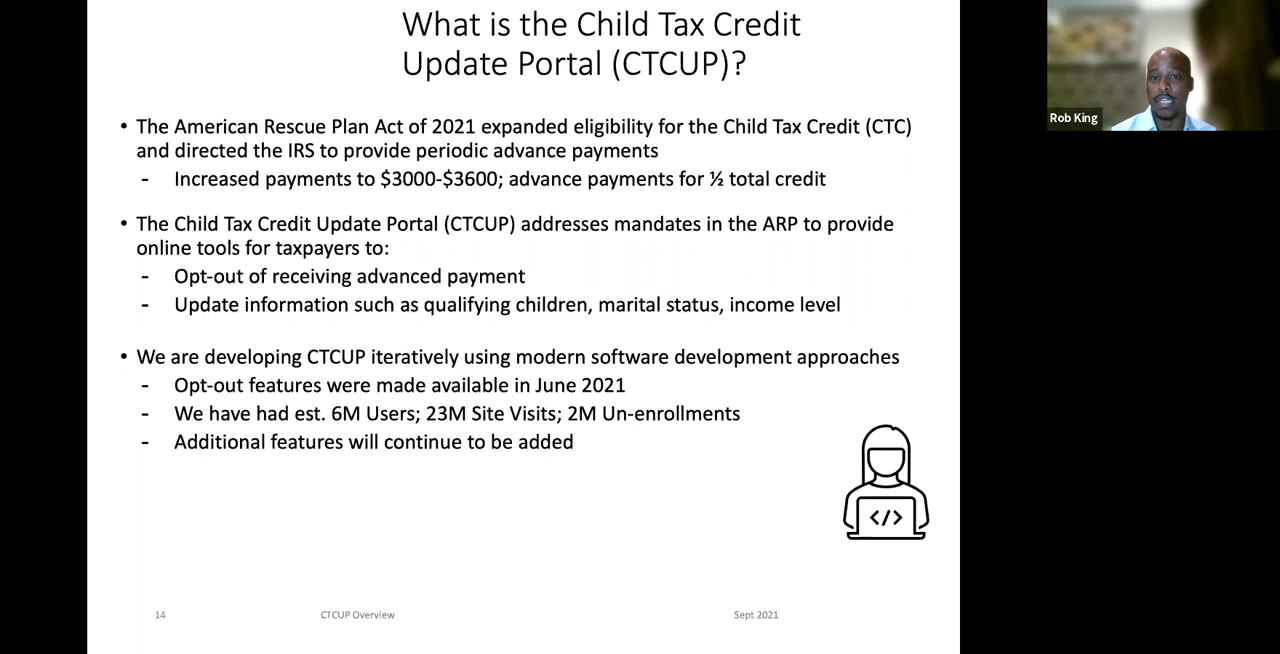 What is the Child Tax Credit
Update Portal (CTCUP)?
• The American Rescue Plan Act of 2021 expanded eligibility for the Child Tax Credit (CTC)
and directed the IRS to provide periodic advance payments
- Increased payments to $3000-$3600; advance payments for ½ total credit
• The Child Tax Credit Update Portal (CTCUP) addresses mandates in the ARP to provide
online tools for taxpayers to:
- Opt-out of receiving advanced payment
- Update information such as qualifying children, marital status, income level
• We are developing CTCUP iteratively using modern software development approaches
- Opt-out features were made available in June 2021
- We have had est. 6M Users; 23M Site Visits; 2M Un-enrollments
- Additional features will continue to be added
</>
14 CTCUP Overview Sept 2021
Rob King